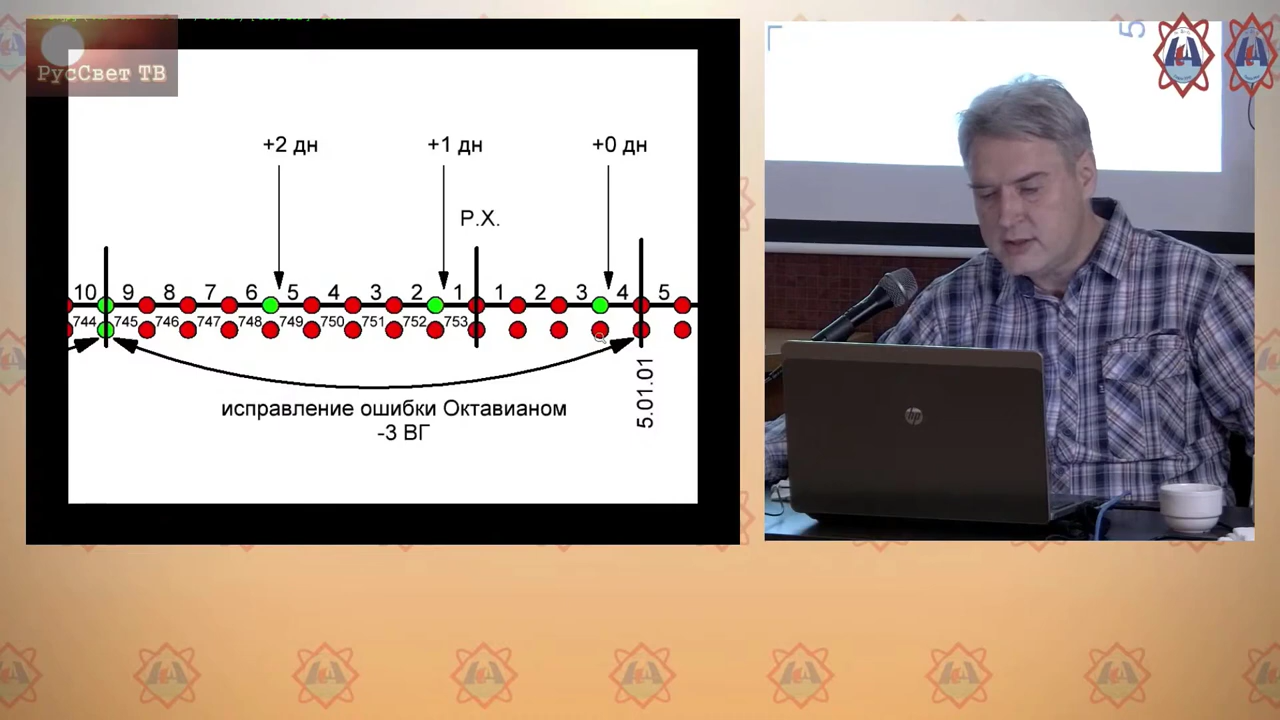 РусСвет ТВ
+2 дн +1 дн +0 дн
Р.Х.
10 9 8 7 6 5 4 3 2 1 1 2 3 4 5
744 745 746 747 748 749 750 751 752 753
5.01.01
исправление ошибки Октавианом
-3 ВГ
hp
5